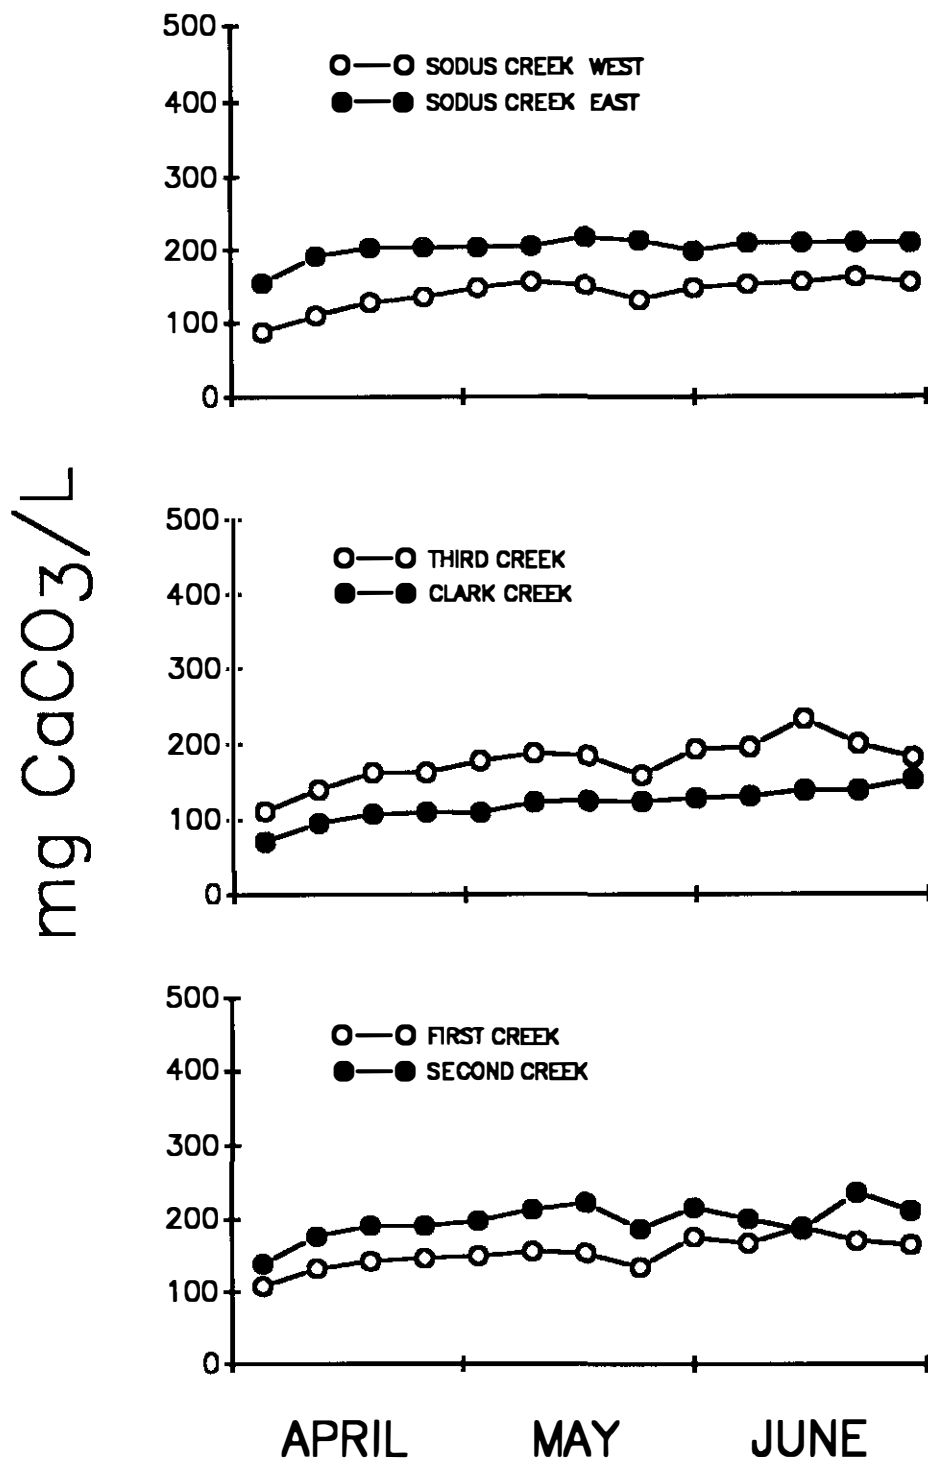 500
SODUS CREEK WEST
400
SODUS CREEK EAST
300
200
100
0
mg CaCO3/L
500
THIRD CREEK
400
CLARK CREEK
300
200
100
0
500
FIRST CREEK
400
SECOND CREEK
300
200
100
0
APRIL MAY JUNE